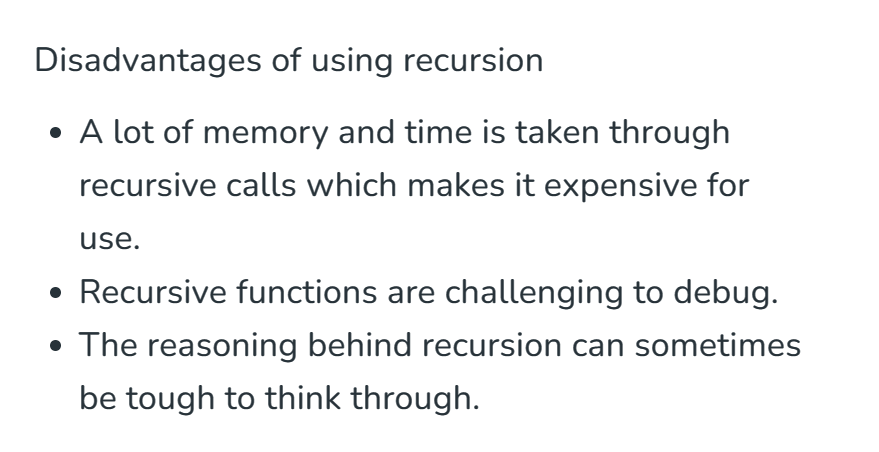 Disadvantages of using recursion
• A lot of memory and time is taken through
recursive calls which makes it expensive for
use.
• Recursive functions are challenging to debug.
• The reasoning behind recursion can sometimes
be tough to think through.